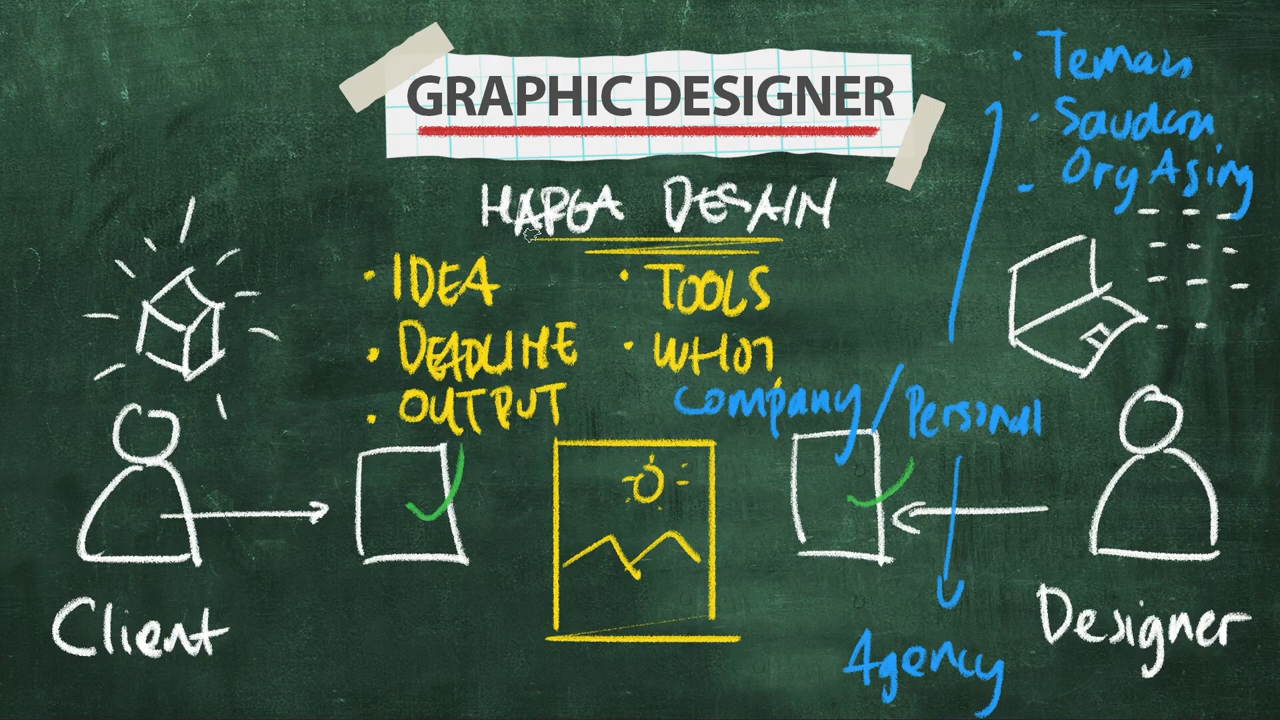 GRAPHIC DESIGNER
HARGA DESAIN
• IDEA
• DEADLINE
• OUTPUT
• TOOLS
• WHO?
Company / Personal
• Teman
• Saudara
- Org Asing
Agency
Client
Designer